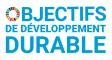 OBJECTIFS
DE DÉVELOPPEMENT
DURABLE